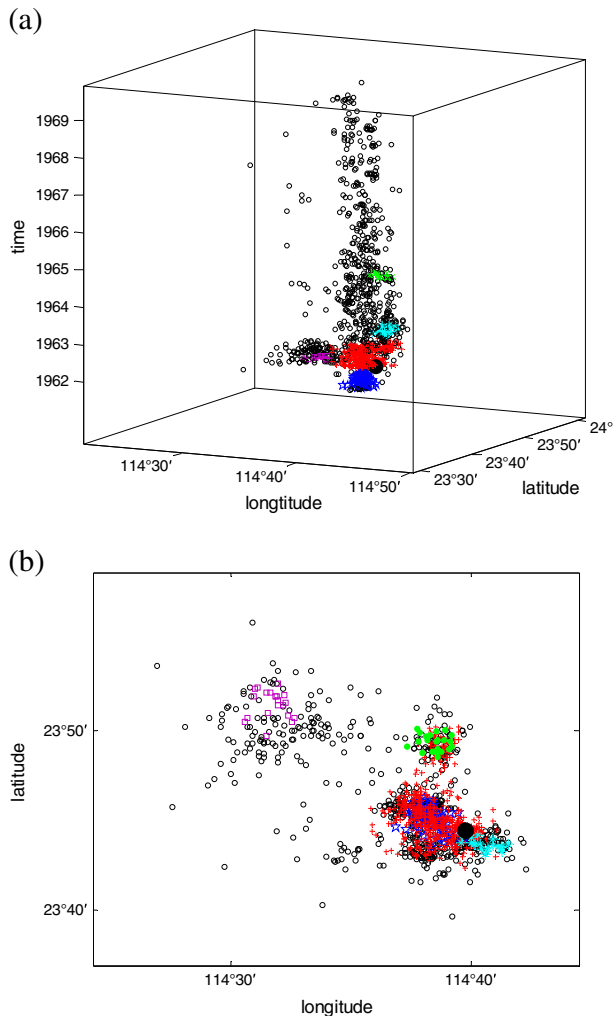 (a)
1969
1968
1967
1966
1965
1964
1963
1962
time
114°30′
114°40′
114°50′
longtitude
23°30′
23°40′
23°50′
24°
latitude
(b)
23°50′
23°40′
latitude
114°30′
114°40′
longitude